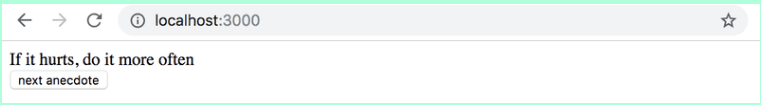 localhost:3000
If it hurts, do it more often
next anecdote